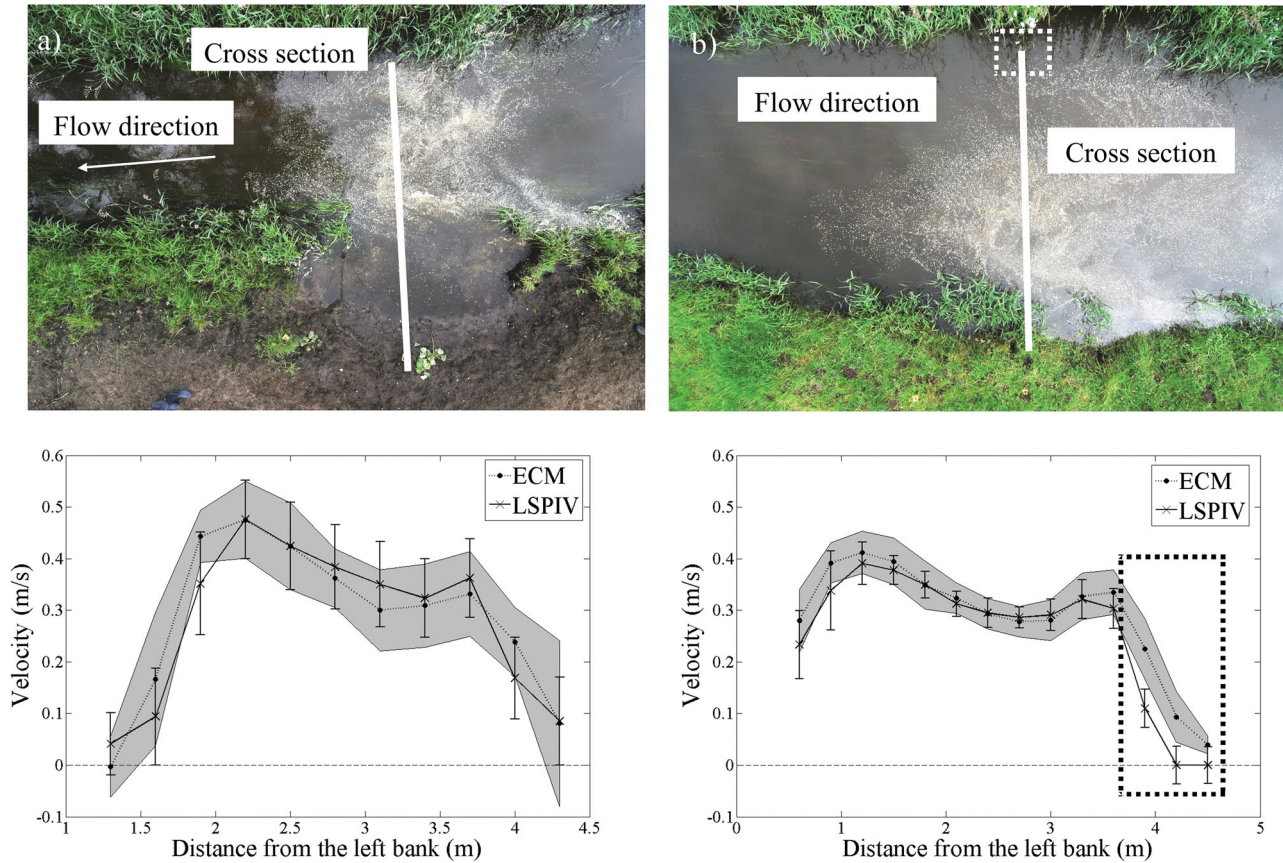 a)
Cross section
Flow direction
b)
Flow direction
Cross section
0.6
0.5
0.4
0.3
0.2
0.1
0
-0.1
Velocity (m/s)
ECM
LSPIV
1
1.5
2
2.5
3
3.5
4
4.5
Distance from the left bank (m)
0.6
0.5
0.4
0.3
0.2
0.1
0
-0.1
Velocity (m/s)
ECM
LSPIV
0
1
2
3
4
5
Distance from the left bank (m)